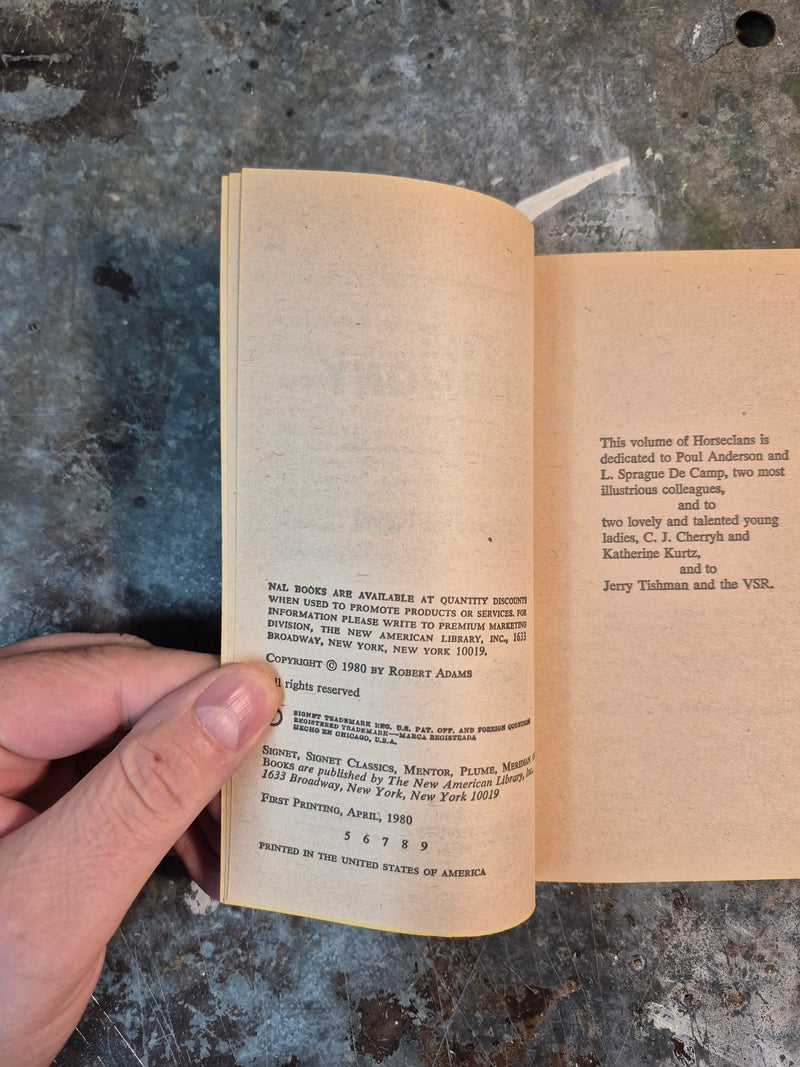 NAL BOOKS ARE AVAILABLE AT QUANTITY DISCOUNTS
WHEN USED TO PROMOTE PRODUCTS OR SERVICES. FOR
INFORMATION PLEASE WRITE TO PREMIUM MARKETING
DIVISION, THE NEW AMERICAN LIBRARY, INC., 1633
BROADWAY, NEW YORK, NEW YORK 10019.
COPYRIGHT © 1980 BY ROBERT ADAMS
rights reserved
SIGNET TRADEMARK REG. U.S. PAT. OFF. AND FOREIGN COUNTRIES
REGISTERED TRADEMARK—MARCA REGISTRADA
HECHO EN CHICAGO, U.S.A.
SIGNET, SIGNET CLASSICS, MENTOR, PLUME, MERIDIAN
BOOKS are published by The New American Library, Inc.,
1633 Broadway, New York, New York 10019
FIRST PRINTING, APRIL, 1980
5 6 7 8 9
PRINTED IN THE UNITED STATES OF AMERICA
This volume of Horseclans is
dedicated to Poul Anderson and
L. Sprague De Camp, two most
illustrious colleagues,
and to
two lovely and talented young
ladies, C. J. Cherryh and
Katherine Kurtz,
and to
Jerry Tishman and the VSR.